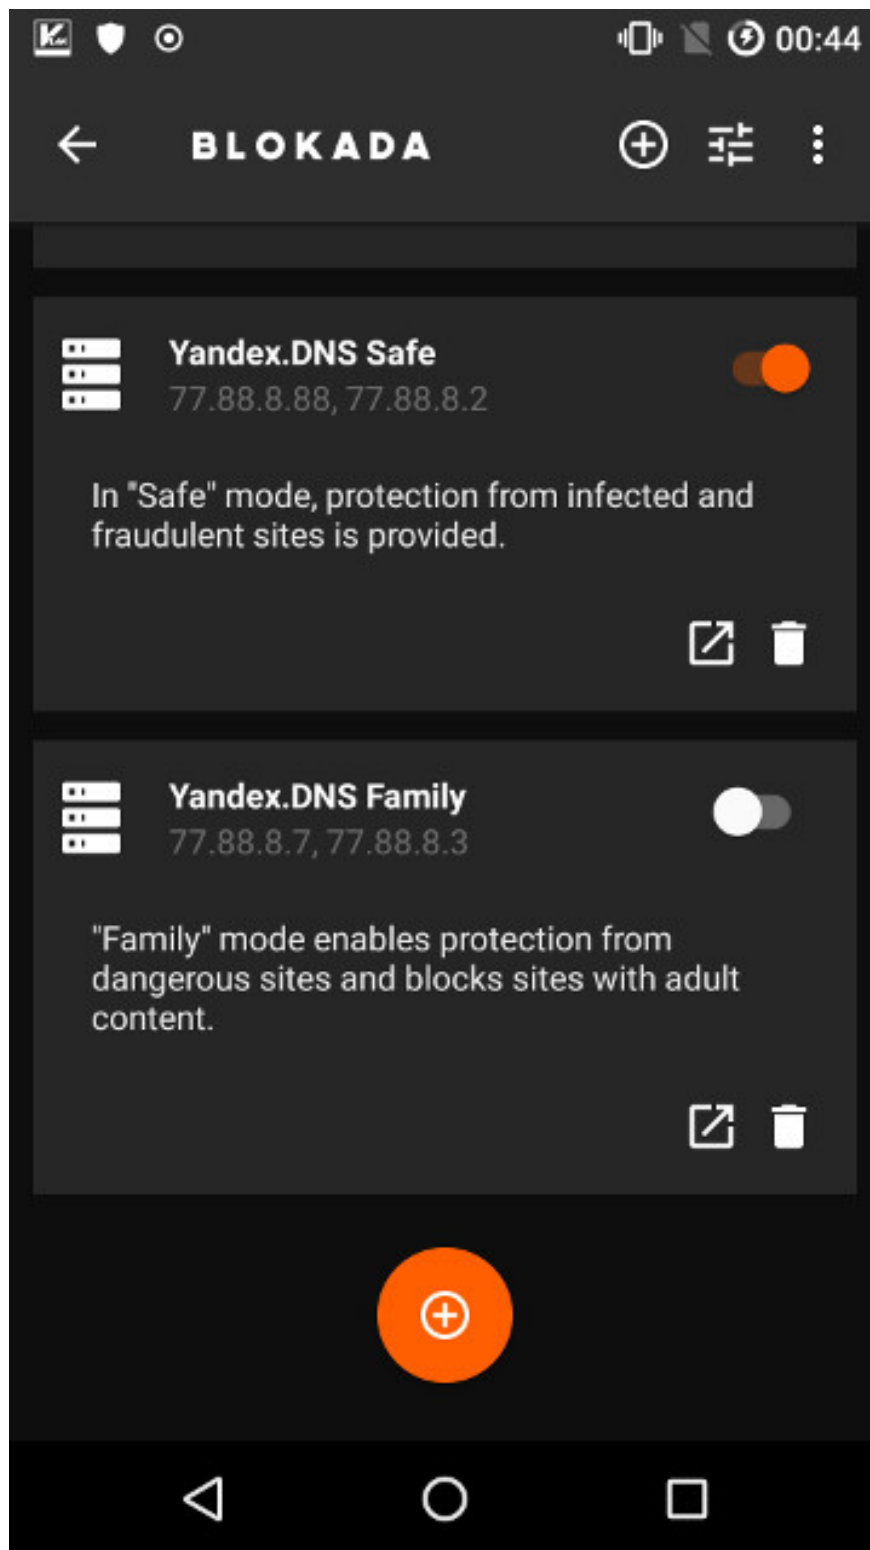 00:44
BLOKADA
Yandex.DNS Safe
77.88.8.88, 77.88.8.2
In "Safe" mode, protection from infected and
fraudulent sites is provided.
Yandex.DNS Family
77.88.8.7, 77.88.8.3
"Family" mode enables protection from
dangerous sites and blocks sites with adult
content.